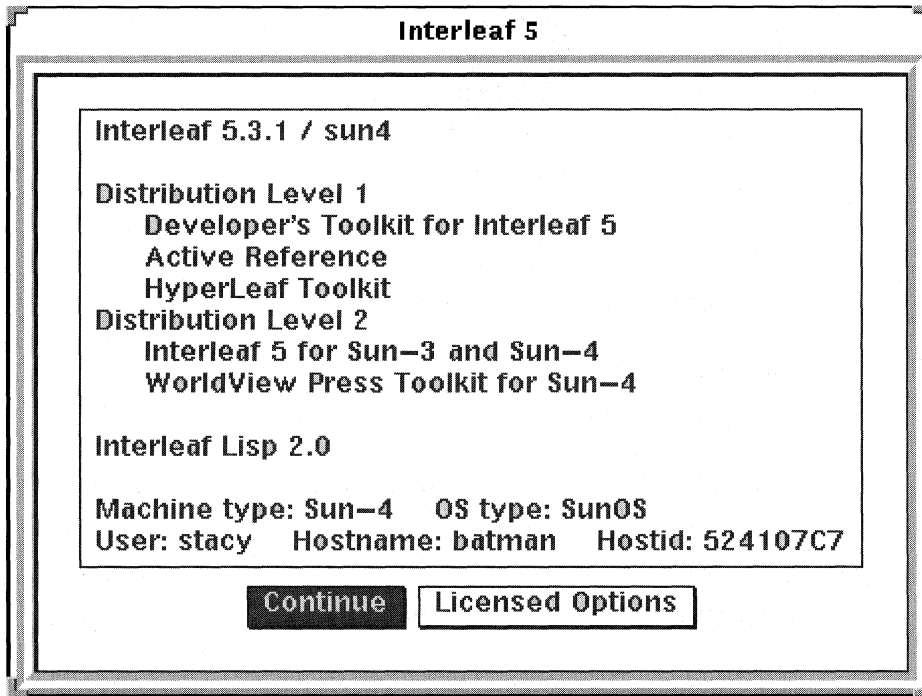 Interleaf 5
Interleaf 5.3.1 / sun4
Distribution Level 1
Developer's Toolkit for Interleaf 5
Active Reference
HyperLeaf Toolkit
Distribution Level 2
Interleaf 5 for Sun–3 and Sun–4
WorldView Press Toolkit for Sun–4
Interleaf Lisp 2.0
Machine type: Sun–4 OS type: SunOS
User: stacy Hostname: batman Hostid: 524107C7
Continue Licensed Options